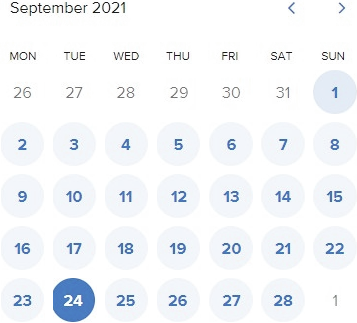 September 2021
MON TUE WED THU FRI SAT SUN
26 27 28 29 30 31 1
2 3 4 5 6 7 8
9 10 11 12 13 14 15
16 17 18 19 20 21 22
23 24 25 26 27 28 1